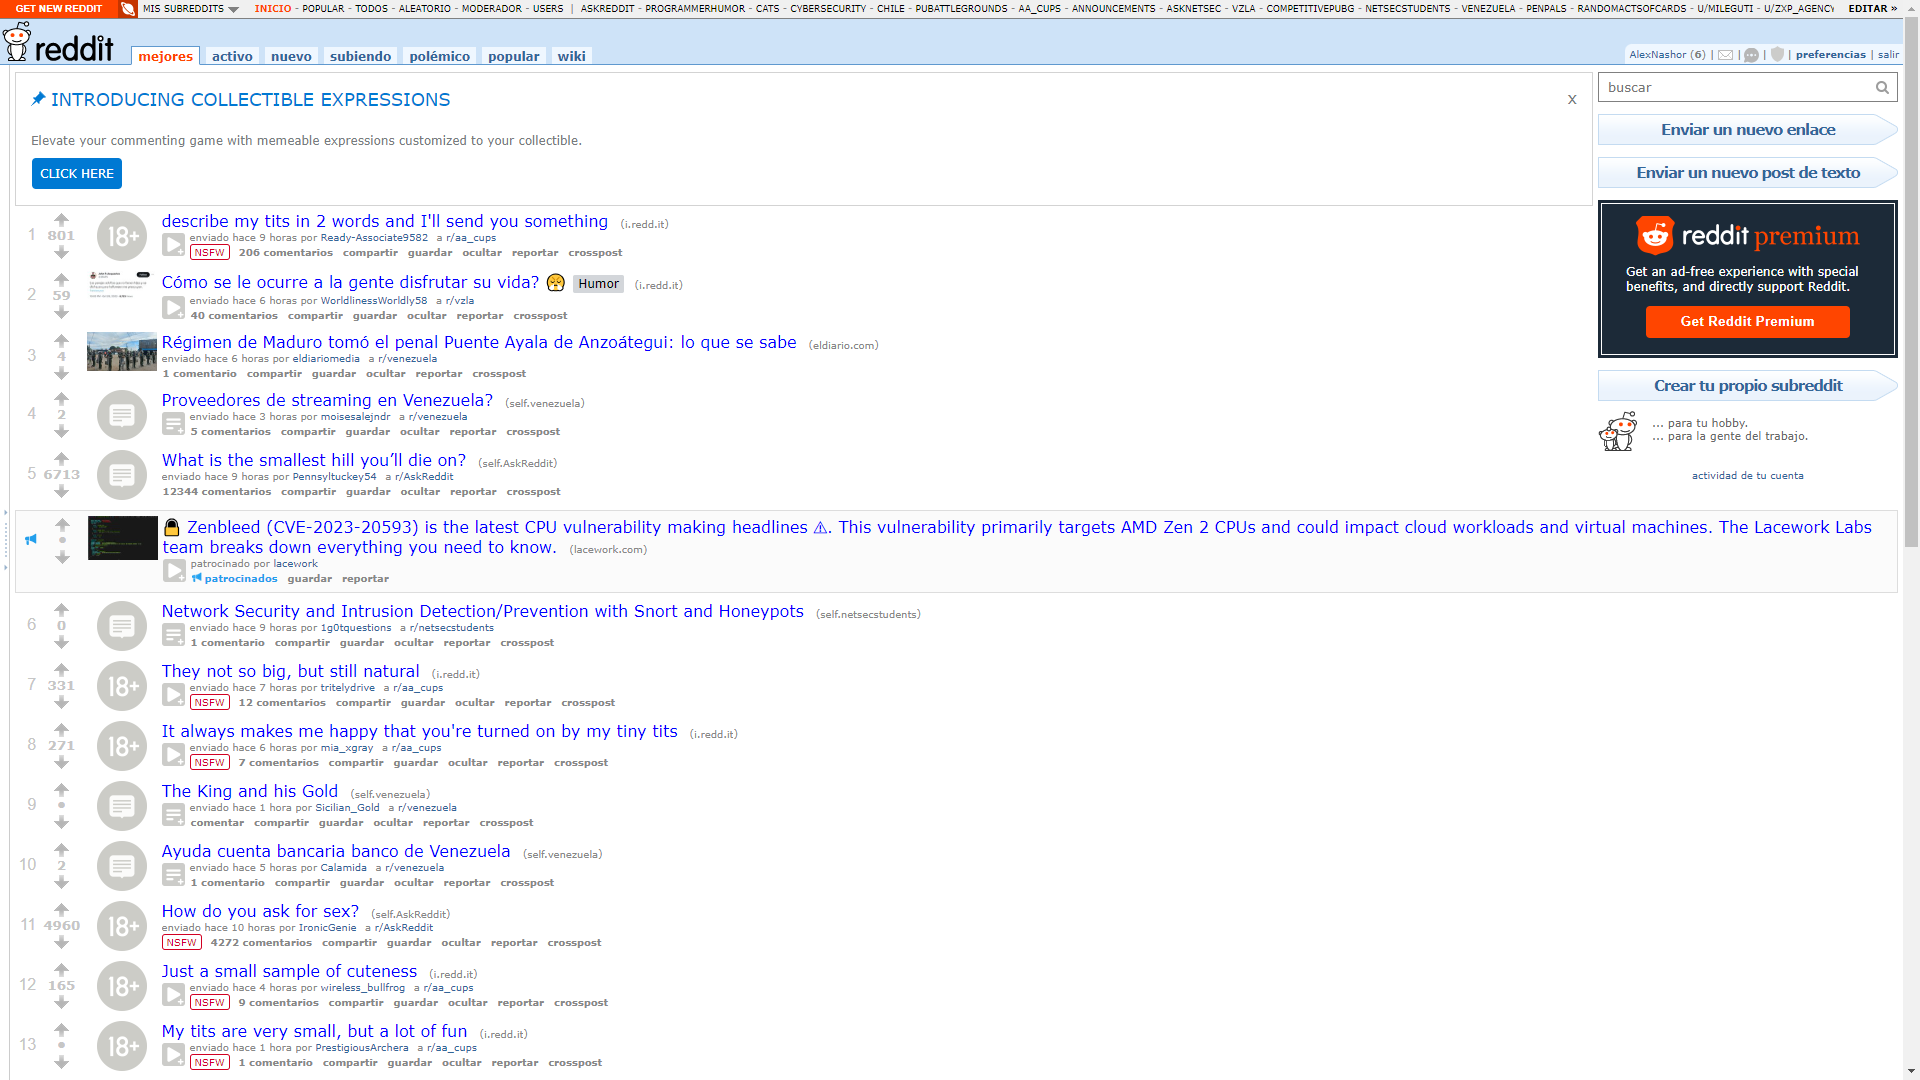 GET NEW REDDIT MIS SUBREDDITS INICIO - POPULAR - TODOS - ALEATORIO - MODERADOR - USERS | ASKREDDIT - PROGRAMMERHUMOR - CATS - CYBERSECURITY - CHILE - PUBATTLEGROUNDS - AA_CUPS - ANNOUNCEMENTS - ASKNETSEC - VZLA - COMPETITIVEPUBG - NETSECSTUDENTS - VENEZUELA - PENPALS - RANDOMACTSOFCARDS - U/MILEGUTI - U/ZXP_AGENCY EDITAR »
reddit mejores activo nuevo subiendo polémico popular wiki
AlexNashor (6) | | | | preferencias | salir
INTRODUCING COLLECTIBLE EXPRESSIONS X
Elevate your commenting game with memeable expressions customized to your collectible.
CLICK HERE
1 801 18+ describe my tits in 2 words and I'll send you something (i.redd.it)
enviado hace 9 horas por Ready-Associate9582 a r/aa_cups
NSFW 206 comentarios compartir guardar ocultar reportar crosspost
2 59 Cómo se le ocurre a la gente disfrutar su vida? 😤 Humor (i.redd.it)
enviado hace 6 horas por WorldlinessWorldly58 a r/vzla
40 comentarios compartir guardar ocultar reportar crosspost
3 4 Régimen de Maduro tomó el penal Puente Ayala de Anzoátegui: lo que se sabe (eldiario.com)
enviado hace 6 horas por eldiariomedia a r/venezuela
1 comentario compartir guardar ocultar reportar crosspost
4 2 Proveedores de streaming en Venezuela? (self.venezuela)
enviado hace 3 horas por moisesalejndr a r/venezuela
5 comentarios compartir guardar ocultar reportar crosspost
5 6713 What is the smallest hill you’ll die on? (self.AskReddit)
enviado hace 9 horas por Pennsyltuckey54 a r/AskReddit
12344 comentarios compartir guardar ocultar reportar crosspost
• 🔒 Zenbleed (CVE-2023-20593) is the latest CPU vulnerability making headlines ⚠. This vulnerability primarily targets AMD Zen 2 CPUs and could impact cloud workloads and virtual machines. The Lacework Labs
team breaks down everything you need to know. (lacework.com)
patrocinado por lacework
patrocinados guardar reportar
6 0 Network Security and Intrusion Detection/Prevention with Snort and Honeypots (self.netsecstudents)
enviado hace 9 horas por 1g0tquestions a r/netsecstudents
1 comentario compartir guardar ocultar reportar crosspost
7 331 18+ They not so big, but still natural (i.redd.it)
enviado hace 7 horas por tritelydrive a r/aa_cups
NSFW 12 comentarios compartir guardar ocultar reportar crosspost
8 271 18+ It always makes me happy that you're turned on by my tiny tits (i.redd.it)
enviado hace 6 horas por mia_xgray a r/aa_cups
NSFW 7 comentarios compartir guardar ocultar reportar crosspost
9 • The King and his Gold (self.venezuela)
enviado hace 1 hora por Sicilian_Gold a r/venezuela
comentar compartir guardar ocultar reportar crosspost
10 2 Ayuda cuenta bancaria banco de Venezuela (self.venezuela)
enviado hace 5 horas por Calamida a r/venezuela
1 comentario compartir guardar ocultar reportar crosspost
11 4960 18+ How do you ask for sex? (self.AskReddit)
enviado hace 10 horas por IronicGenie a r/AskReddit
NSFW 4272 comentarios compartir guardar ocultar reportar crosspost
12 165 18+ Just a small sample of cuteness (i.redd.it)
enviado hace 4 horas por wireless_bullfrog a r/aa_cups
NSFW 9 comentarios compartir guardar ocultar reportar crosspost
13 • 18+ My tits are very small, but a lot of fun (i.redd.it)
enviado hace 1 hora por PrestigiousArchera a r/aa_cups
NSFW 1 comentario compartir guardar ocultar reportar crosspost
buscar
Enviar un nuevo enlace
Enviar un nuevo post de texto
reddit premium
Get an ad-free experience with special
benefits, and directly support Reddit.
Get Reddit Premium
Crear tu propio subreddit
... para tu hobby.
... para la gente del trabajo.
actividad de tu cuenta